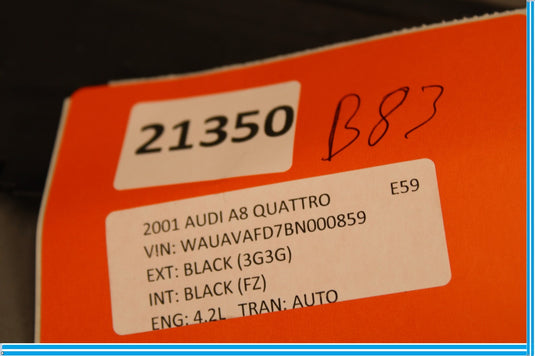 21350 B83
2001 AUDI A8 QUATTRO E59
VIN: WAUAVAFD7BN000859
EXT: BLACK (3G3G)
INT: BLACK (FZ)
ENG: 4.2L TRAN: AUTO